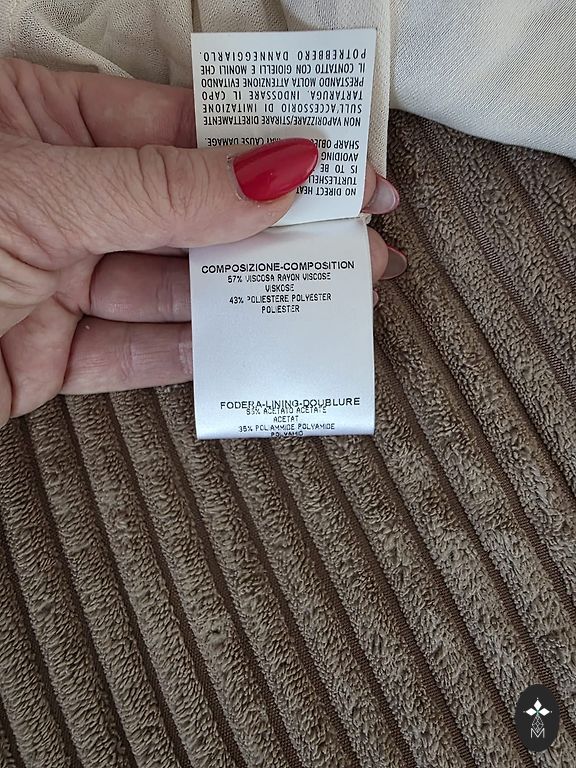 NO DIRECT HEAT
TURTLESHELL
IS TO BE
AVOIDING
SHARP CAUSE DAMAGE.
NON VAPORIZZARE/STIRARE DIRETTAMENTE
SULL'ACCESSORIO DI IMITAZIONE
TARTARUGA. INDOSSARE IL CAPO
PRESTANDO MOLTA ATTENZIONE EVITANDO
IL CONTATTO CON GIOIELLI E MONILI CHE
POTREBBERO DANNEGGIARLO.
COMPOSIZIONE-COMPOSITION
57% VISCOSA RAYON VISCOSE
VISKOSE
43% POLIESTERE POLYESTER
POLIESTER
FODERA-LINING-DOUBLURE
65% ACETATO ACETATE
ACETAT
35% POLIAMMIDE POLYAMIDE
POLYAMID